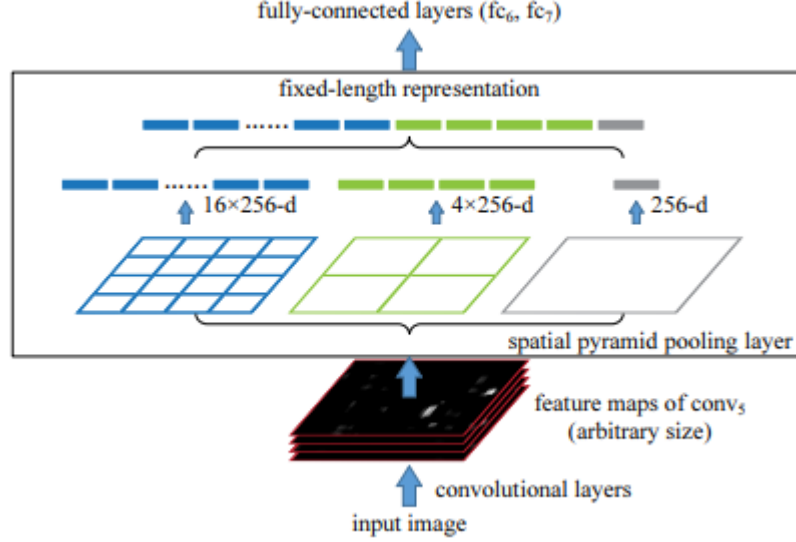 fully-connected layers (fc6, fc7)
fixed-length representation
......
......
16×256-d
4×256-d
256-d
spatial pyramid pooling layer
feature maps of conv5
(arbitrary size)
convolutional layers
input image